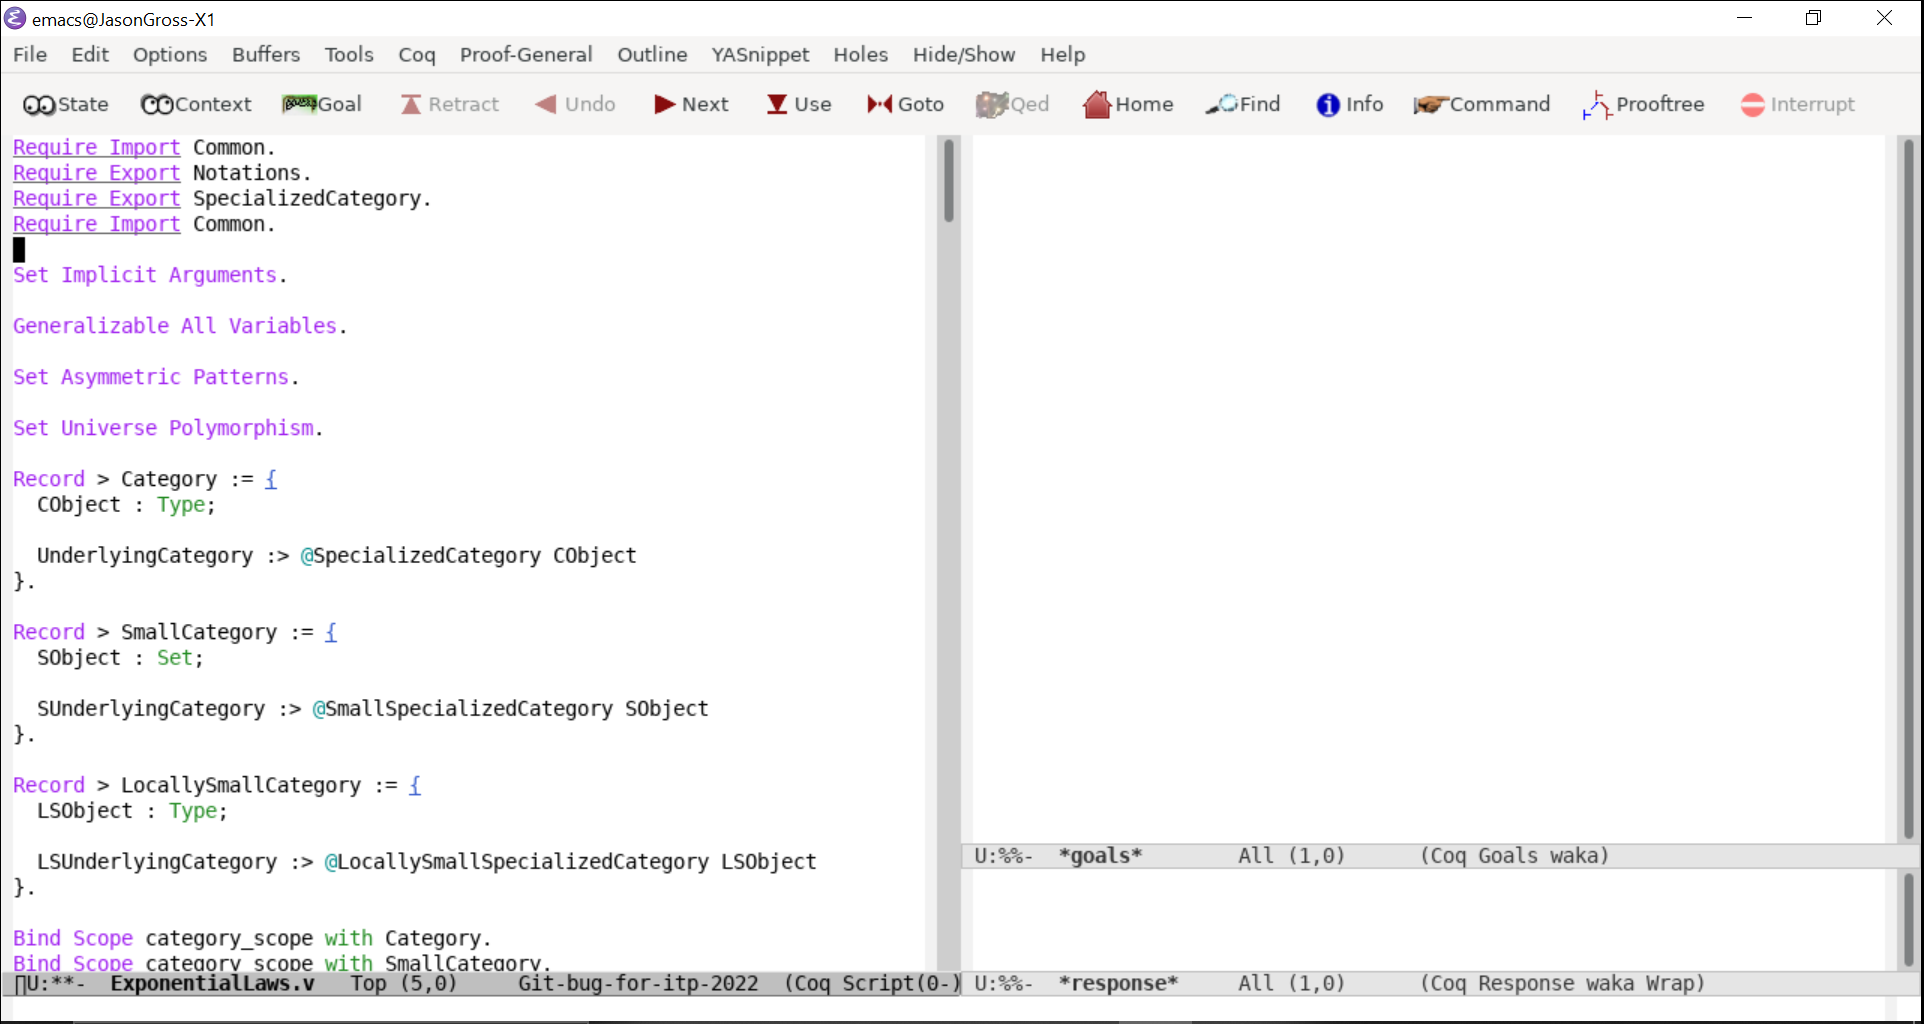 emacs@JasonGross-X1
File Edit Options Buffers Tools Coq Proof-General Outline YASnippet Holes Hide/Show Help
State Context Goal Retract Undo Next Use Goto Qed Home Find Info Command Prooftree Interrupt
Require Import Common.
Require Export Notations.
Require Export SpecializedCategory.
Require Import Common.
Set Implicit Arguments.
Generalizable All Variables.
Set Asymmetric Patterns.
Set Universe Polymorphism.
Record > Category := {
  CObject : Type;
  UnderlyingCategory :> @SpecializedCategory CObject
}.
Record > SmallCategory := {
  SObject : Set;
  SUnderlyingCategory :> @SmallSpecializedCategory SObject
}.
Record > LocallySmallCategory := {
  LSObject : Type;
  LSUnderlyingCategory :> @LocallySmallSpecializedCategory LSObject
}.
Bind Scope category_scope with Category.
Bind Scope category_scope with SmallCategory.
U:**-  ExponentialLaws.v   Top (5,0)     Git-bug-for-itp-2022  (Coq Script(0-)
U:%%-  *goals*        All (1,0)      (Coq Goals waka)
U:%%-  *response*     All (1,0)      (Coq Response waka Wrap)